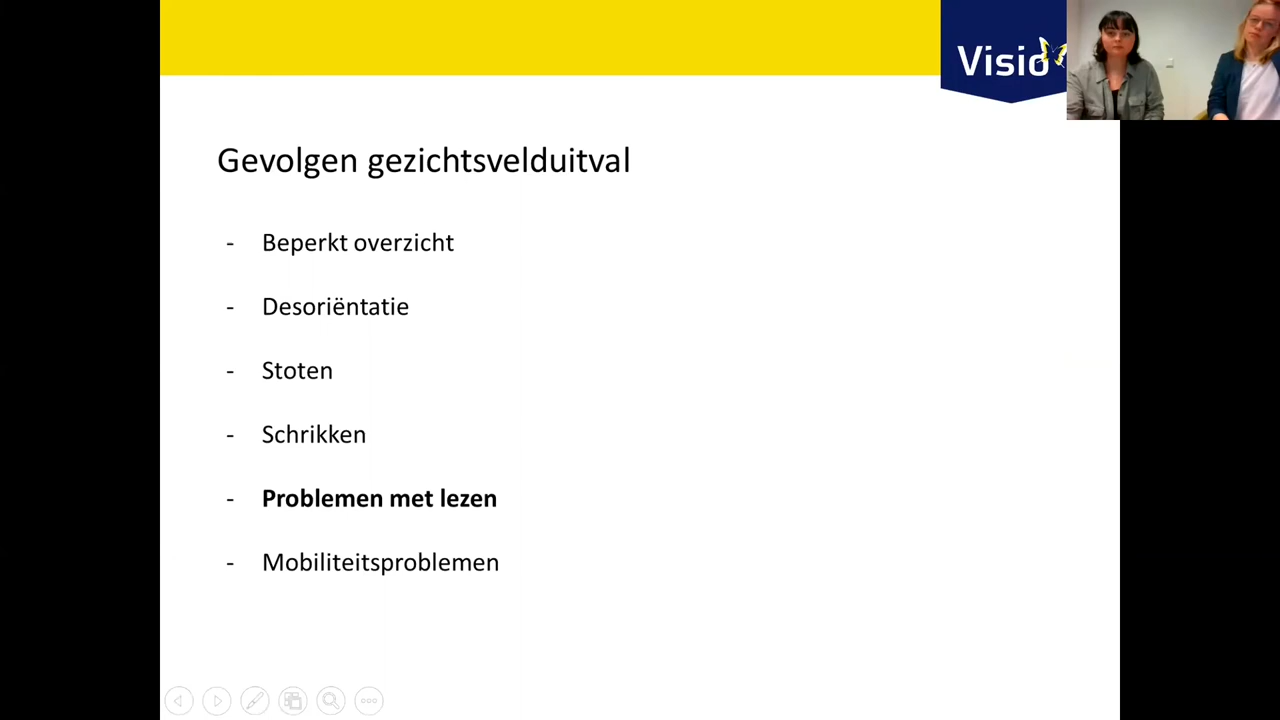 Visio
Gevolgen gezichtsvelduitval
- Beperkt overzicht
- Desoriëntatie
- Stoten
- Schrikken
- Problemen met lezen
- Mobiliteitsproblemen